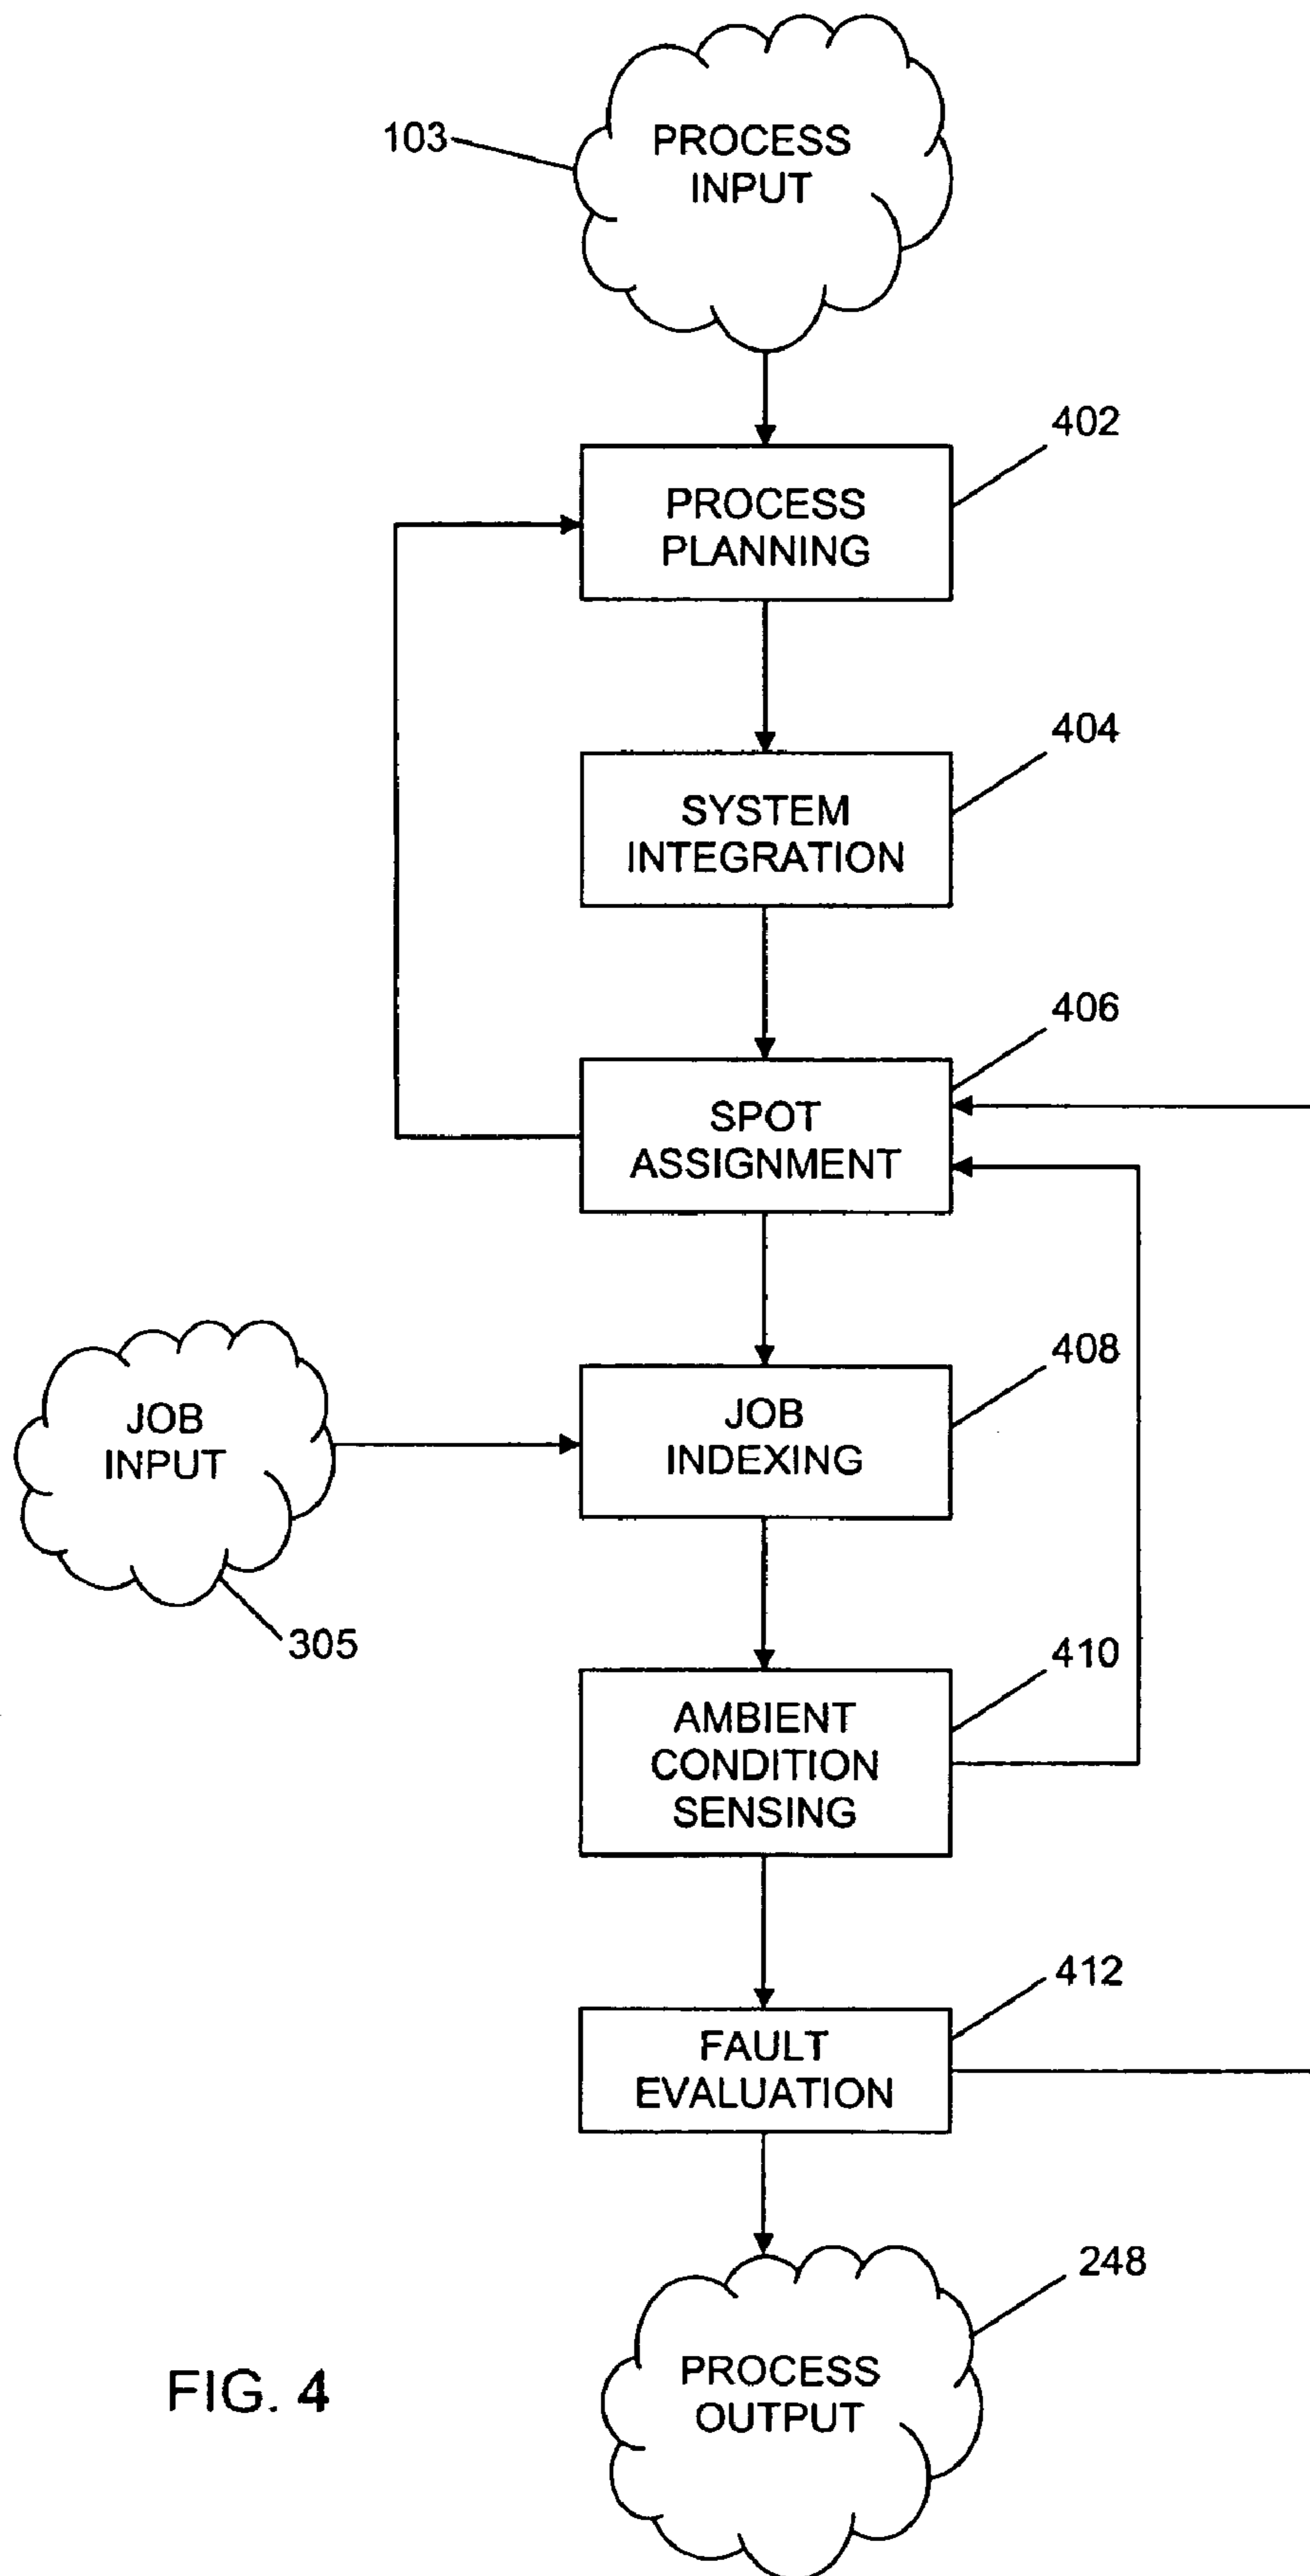 103
PROCESS
INPUT
402
PROCESS
PLANNING
404
SYSTEM
INTEGRATION
406
SPOT
ASSIGNMENT
408
JOB
INDEXING
JOB
INPUT
305
410
AMBIENT
CONDITION
SENSING
412
FAULT
EVALUATION
248
PROCESS
OUTPUT
FIG. 4